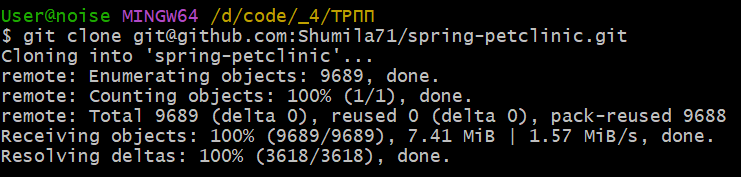 User@noise MINGW64 /d/code/_4/ТРПП
$ git clone git@github.com:Shumila71/spring-petclinic.git
Cloning into 'spring-petclinic'...
remote: Enumerating objects: 9689, done.
remote: Counting objects: 100% (1/1), done.
remote: Total 9689 (delta 0), reused 0 (delta 0), pack-reused 9688
Receiving objects: 100% (9689/9689), 7.41 MiB | 1.57 MiB/s, done.
Resolving deltas: 100% (3618/3618), done.